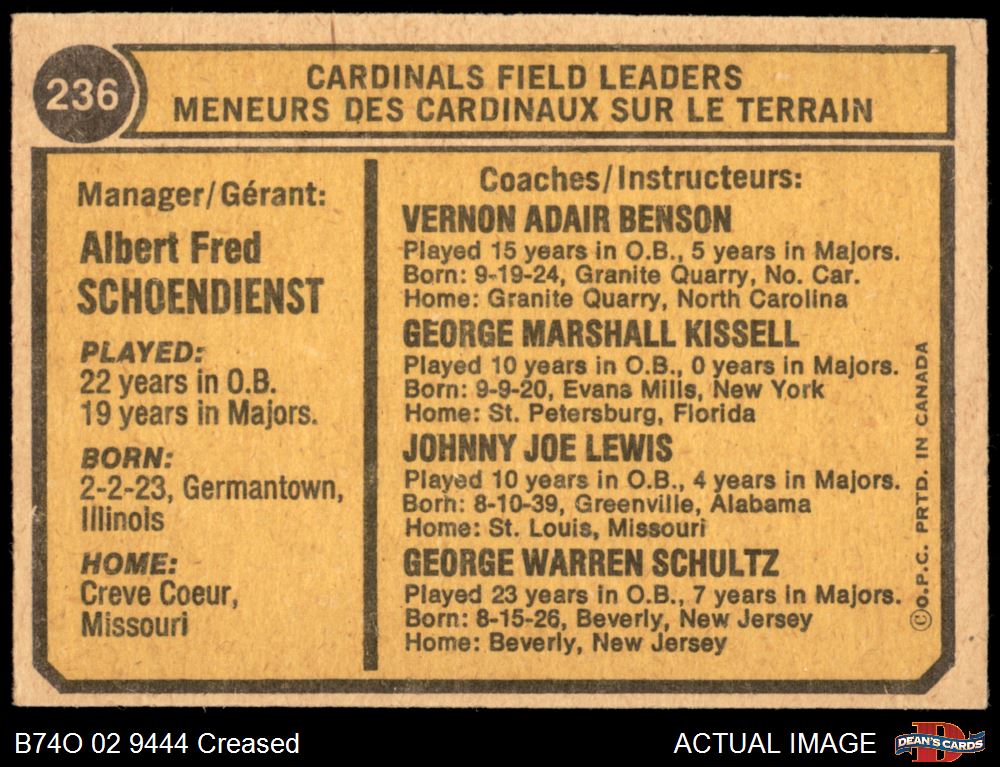 236
CARDINALS FIELD LEADERS
MENEURS DES CARDINAUX SUR LE TERRAIN
Manager/Gérant:
Albert Fred
SCHOENDIENST
PLAYED:
22 years in O.B.
19 years in Majors.
BORN:
2-2-23, Germantown,
Illinois
HOME:
Creve Coeur,
Missouri
Coaches/Instructeurs:
VERNON ADAIR BENSON
Played 15 years in O.B., 5 years in Majors.
Born: 9-19-24, Granite Quarry, No. Car.
Home: Granite Quarry, North Carolina
GEORGE MARSHALL KISSELL
Played 10 years in O.B., 0 years in Majors.
Born: 9-9-20, Evans Mills, New York
Home: St. Petersburg, Florida
JOHNNY JOE LEWIS
Played 10 years in O.B., 4 years in Majors.
Born: 8-10-39, Greenville, Alabama
Home: St. Louis, Missouri
GEORGE WARREN SCHULTZ
Played 23 years in O.B., 7 years in Majors.
Born: 8-15-26, Beverly, New Jersey
Home: Beverly, New Jersey
©O.P.C. PRTD. IN CANADA
B74O 02 9444 Creased
ACTUAL IMAGE
D
DEAN'S CARDS